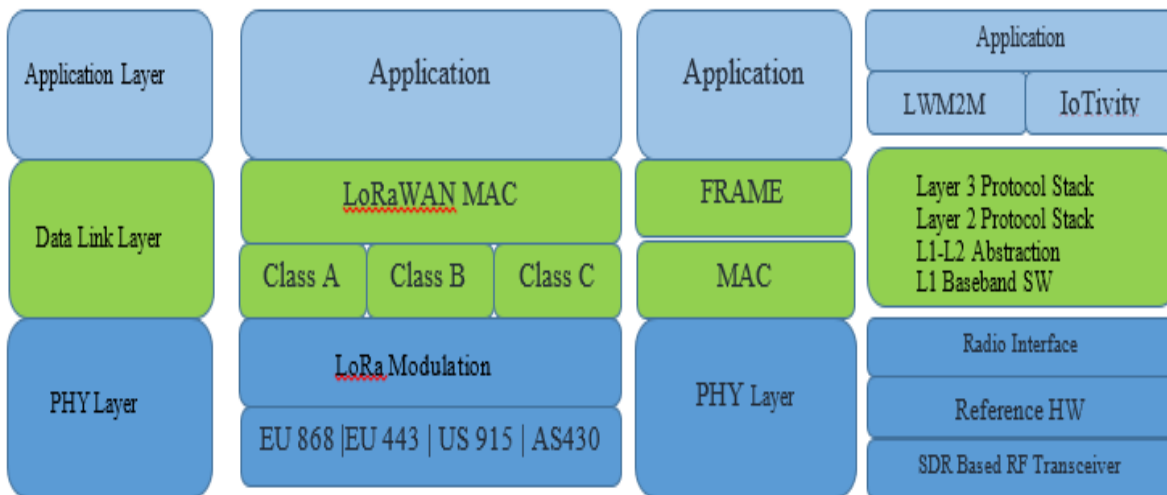 Application Layer
Data Link Layer
PHY Layer
Application
LoRaWAN MAC
Class A
Class B
Class C
LoRa Modulation
EU 868 |EU 443 | US 915 | AS430
Application
FRAME
MAC
PHY Layer
Application
LWM2M
IoTivity
Layer 3 Protocol Stack
Layer 2 Protocol Stack
L1-L2 Abstraction
L1 Baseband SW
Radio Interface
Reference HW
SDR Based RF Transceiver